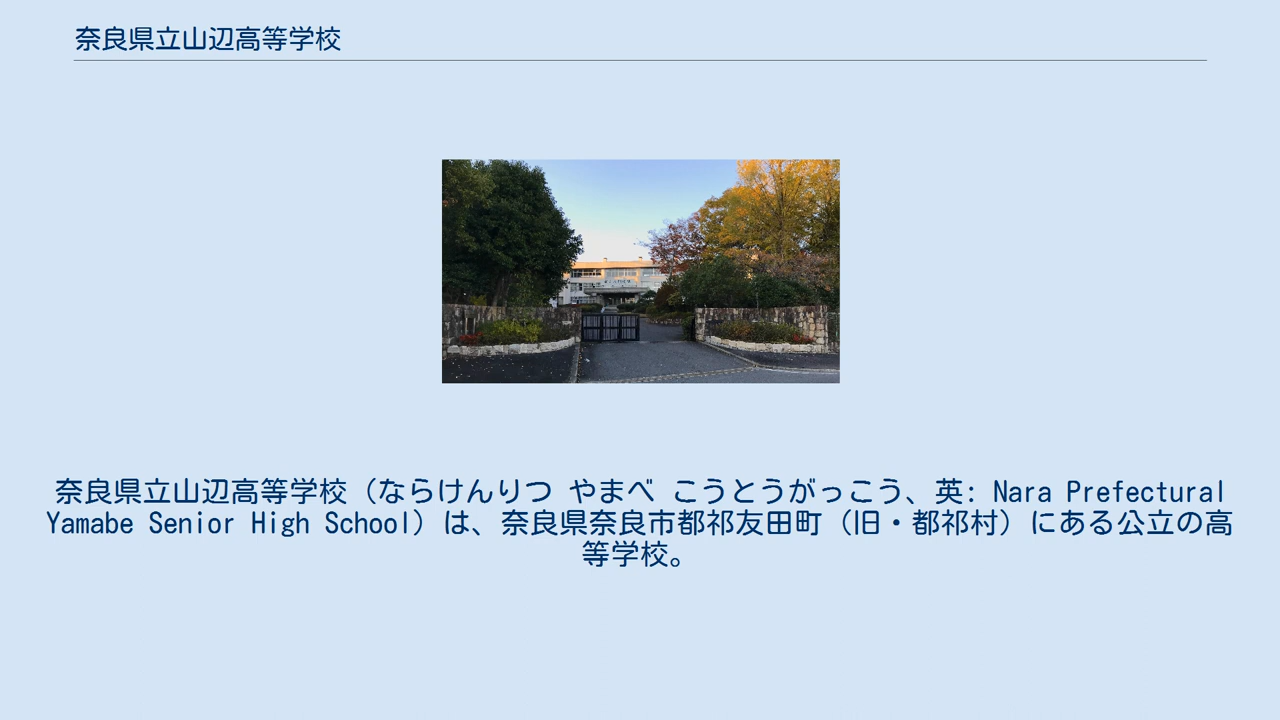 奈良県立山辺高等学校
奈良県立山辺高等学校（ならけんりつ やまべ こうとうがっこう、英: Nara Prefectural
Yamabe Senior High School）は、奈良県奈良市都祁友田町（旧・都祁村）にある公立の高
等学校。